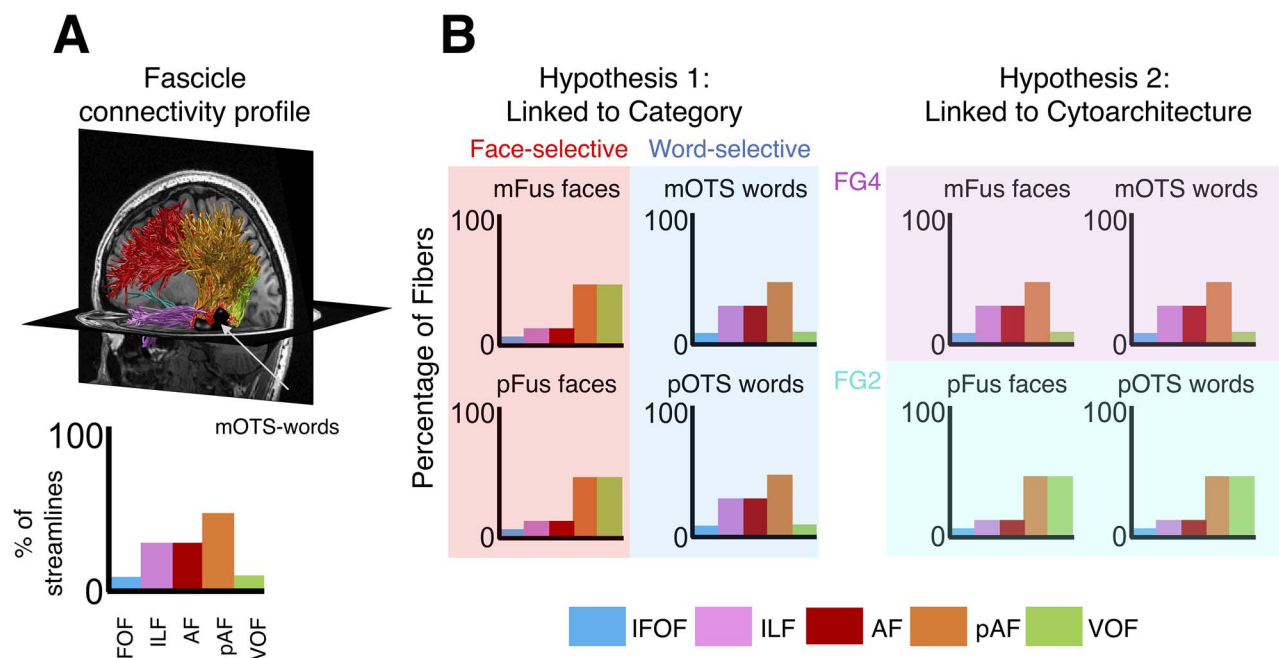 A
Fascicle
connectivity profile
mOTS-words
100
0
% of
streamlines
FOF
ILF
AF
pAF
VOF
B
Hypothesis 1:
Linked to Category
Face-selective
Word-selective
Percentage of Fibers
mFus faces
100
0
mOTS words
100
0
pFus faces
100
0
pOTS words
100
0
Hypothesis 2:
Linked to Cytoarchitecture
FG4
mFus faces
100
0
mOTS words
100
0
FG2
pFus faces
100
0
pOTS words
100
0
IFOF
ILF
AF
pAF
VOF